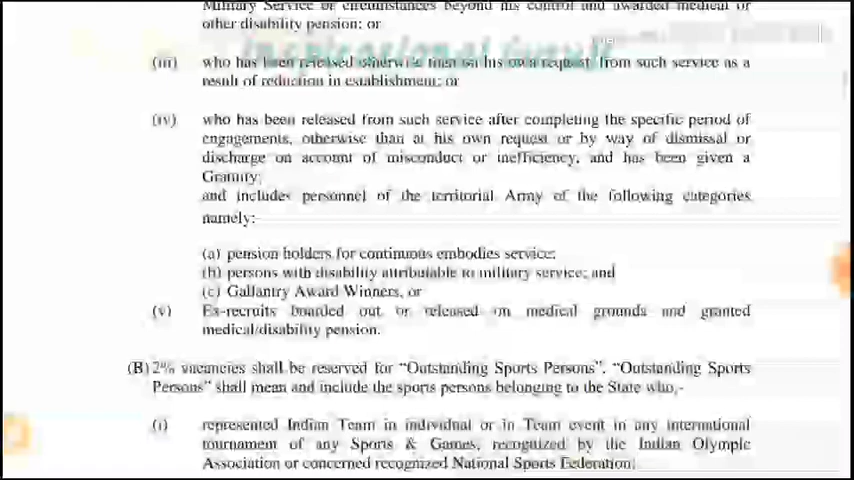 Military Service or circumstances beyond his control and awarded medical or
other disability pension; or
(iii) who has been released otherwise then on his own request from such service as a
result of reduction in establishment; or
(iv) who has been released from such service after completing the specific period of
engagements, otherwise than at his own request or by way of dismissal or
discharge on account of misconduct or inefficiency, and has been given a
Gratuity;
and includes personnel of the territorial Army of the following categories
namely:
(a) pension holders for continuous embodies service;
(b) persons with disability attributable to military service; and
(c) Gallantry Award Winners, or
(v) Ex-recruits boarded out or released on medical grounds and granted
medical/disability pension.
(B) 2% vacancies shall be reserved for "Outstanding Sports Persons". "Outstanding Sports
Persons" shall mean and include the sports persons belonging to the State who,-
(i) represented Indian Team in individual or in Team event in any international
tournament of any Sports & Games, recognized by the Indian Olympic
Association or concerned recognized National Sports Federation;